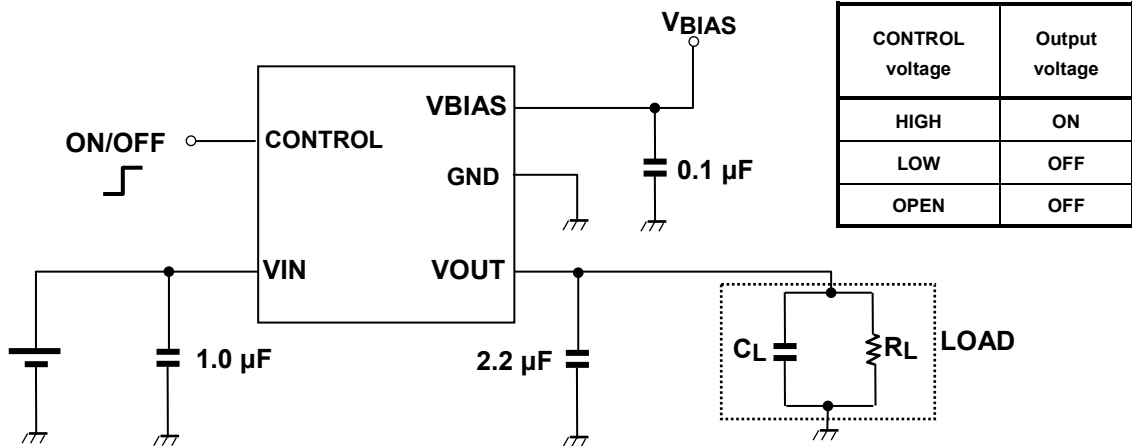 VBIAS
ON/OFF
CONTROL
VBIAS
GND
VIN
VOUT
0.1 µF
1.0 µF
2.2 µF
CL
RL
LOAD
CONTROL voltage
Output voltage
HIGH
ON
LOW
OFF
OPEN
OFF